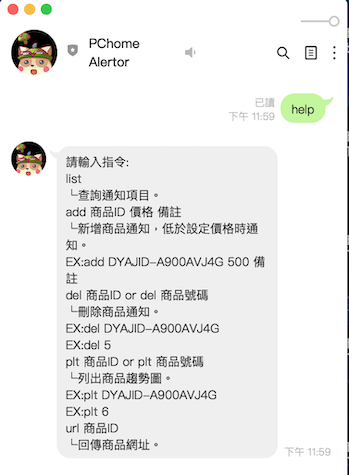 PChome
Alertor
已讀
下午 11:59
help
請輸入指令:
list
└查詢通知項目。
add 商品ID 價格 備註
└新增商品通知，低於設定價格時通
知。
EX:add DYAJID-A900AVJ4G 500 備
註
del 商品ID or del 商品號碼
└刪除商品通知。
EX:del DYAJID-A900AVJ4G
EX:del 5
plt 商品ID or plt 商品號碼
└列出商品趨勢圖。
EX:plt DYAJID-A900AVJ4G
EX:plt 6
url 商品ID
└回傳商品網址。
下午 11:59